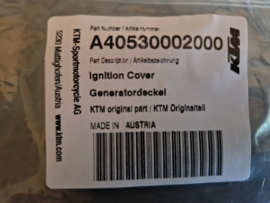 Part Number / Artikelnummer
A40530002000
Part Description / Artikelbezeichnung
Ignition Cover
Generatordeckel
KTM original part / KTM Originalteil
MADE IN AUSTRIA
KTM
KTM-Sportmotorcycle AG
5230 Mattighofen/Austria
www.ktm.com